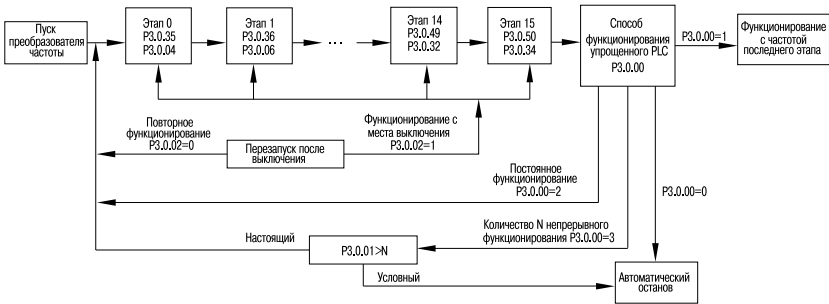 Пуск
преобразователя
частоты
Этап 0
P3.0.35
P3.0.04
Этап 1
P3.0.36
P3.0.06
...
Этап 14
P3.0.49
P3.0.32
Этап 15
P3.0.50
P3.0.34
Способ
функционирования
упрощенного PLC
P3.0.00
P3.0.00=1
Функционирование
с частотой
последнего этапа
Повторное
функционирование
P3.0.02=0
Перезапуск после
выключения
Функционирование с
места выключения
P3.0.02=1
Постоянное
функционирование
P3.0.00=2
P3.0.00=0
Количество N непрерывного
функционирования P3.0.00=3
Настоящий
P3.0.01>N
Условный
Автоматический
останов